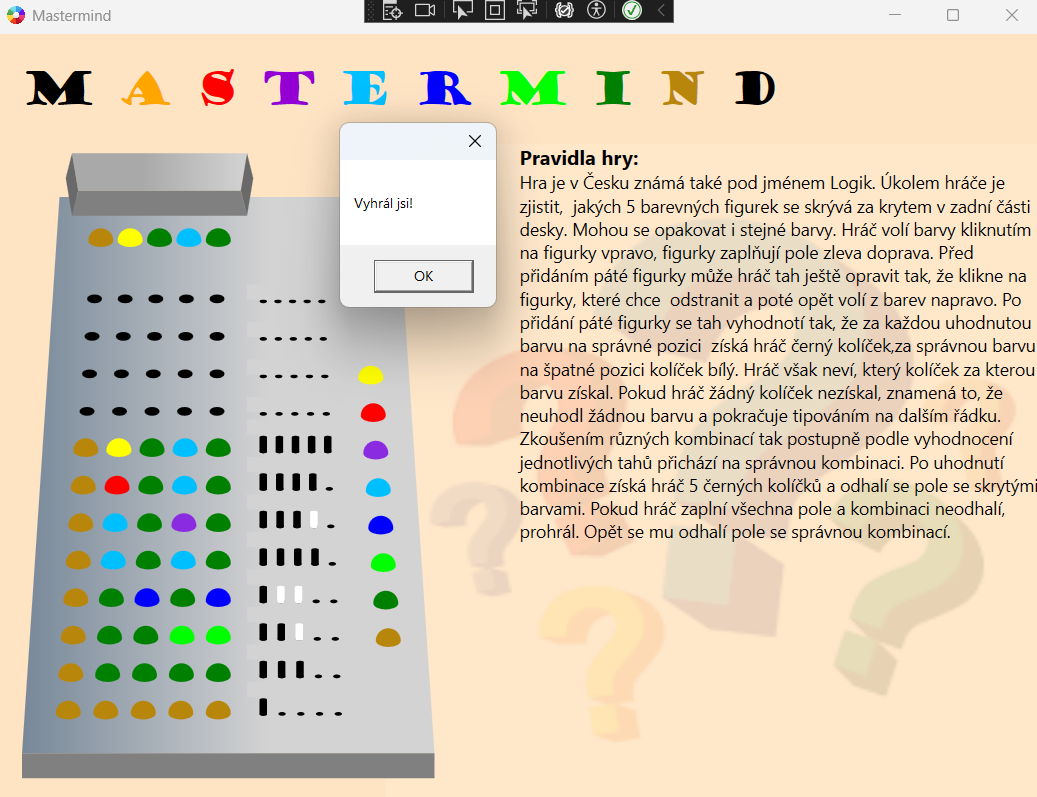 Mastermind
MASTERMIND
Vyhrál jsi!
OK
Pravidla hry:
Hra je v Česku známá také pod jménem Logik. Úkolem hráče je
zjistit,  jakých 5 barevných figurek se skrývá za krytem v zadní části
desky. Mohou se opakovat i stejné barvy. Hráč volí barvy kliknutím
na figurky vpravo, figurky zaplňují pole zleva doprava. Před
přidáním páté figurky může hráč tah ještě opravit tak, že klikne na
figurky, které chce  odstranit a poté opět volí z barev napravo. Po
přidání páté figurky se tah vyhodnotí tak, že za každou uhodnutou
barvu na správné pozici  získá hráč černý kolíček,za správnou barvu
na špatné pozici kolíček bílý. Hráč však neví, který kolíček za kterou
barvu získal. Pokud hráč žádný kolíček nezískal, znamená to, že
neuhodl žádnou barvu a pokračuje tipováním na dalším řádku.
Zkoušením různých kombinací tak postupně podle vyhodnocení
jednotlivých tahů přichází na správnou kombinaci. Po uhodnutí
kombinace získá hráč 5 černých kolíčků a odhalí se pole se skrytými
barvami. Pokud hráč zaplní všechna pole a kombinaci neodhalí,
prohrál. Opět se mu odhalí pole se správnou kombinací.